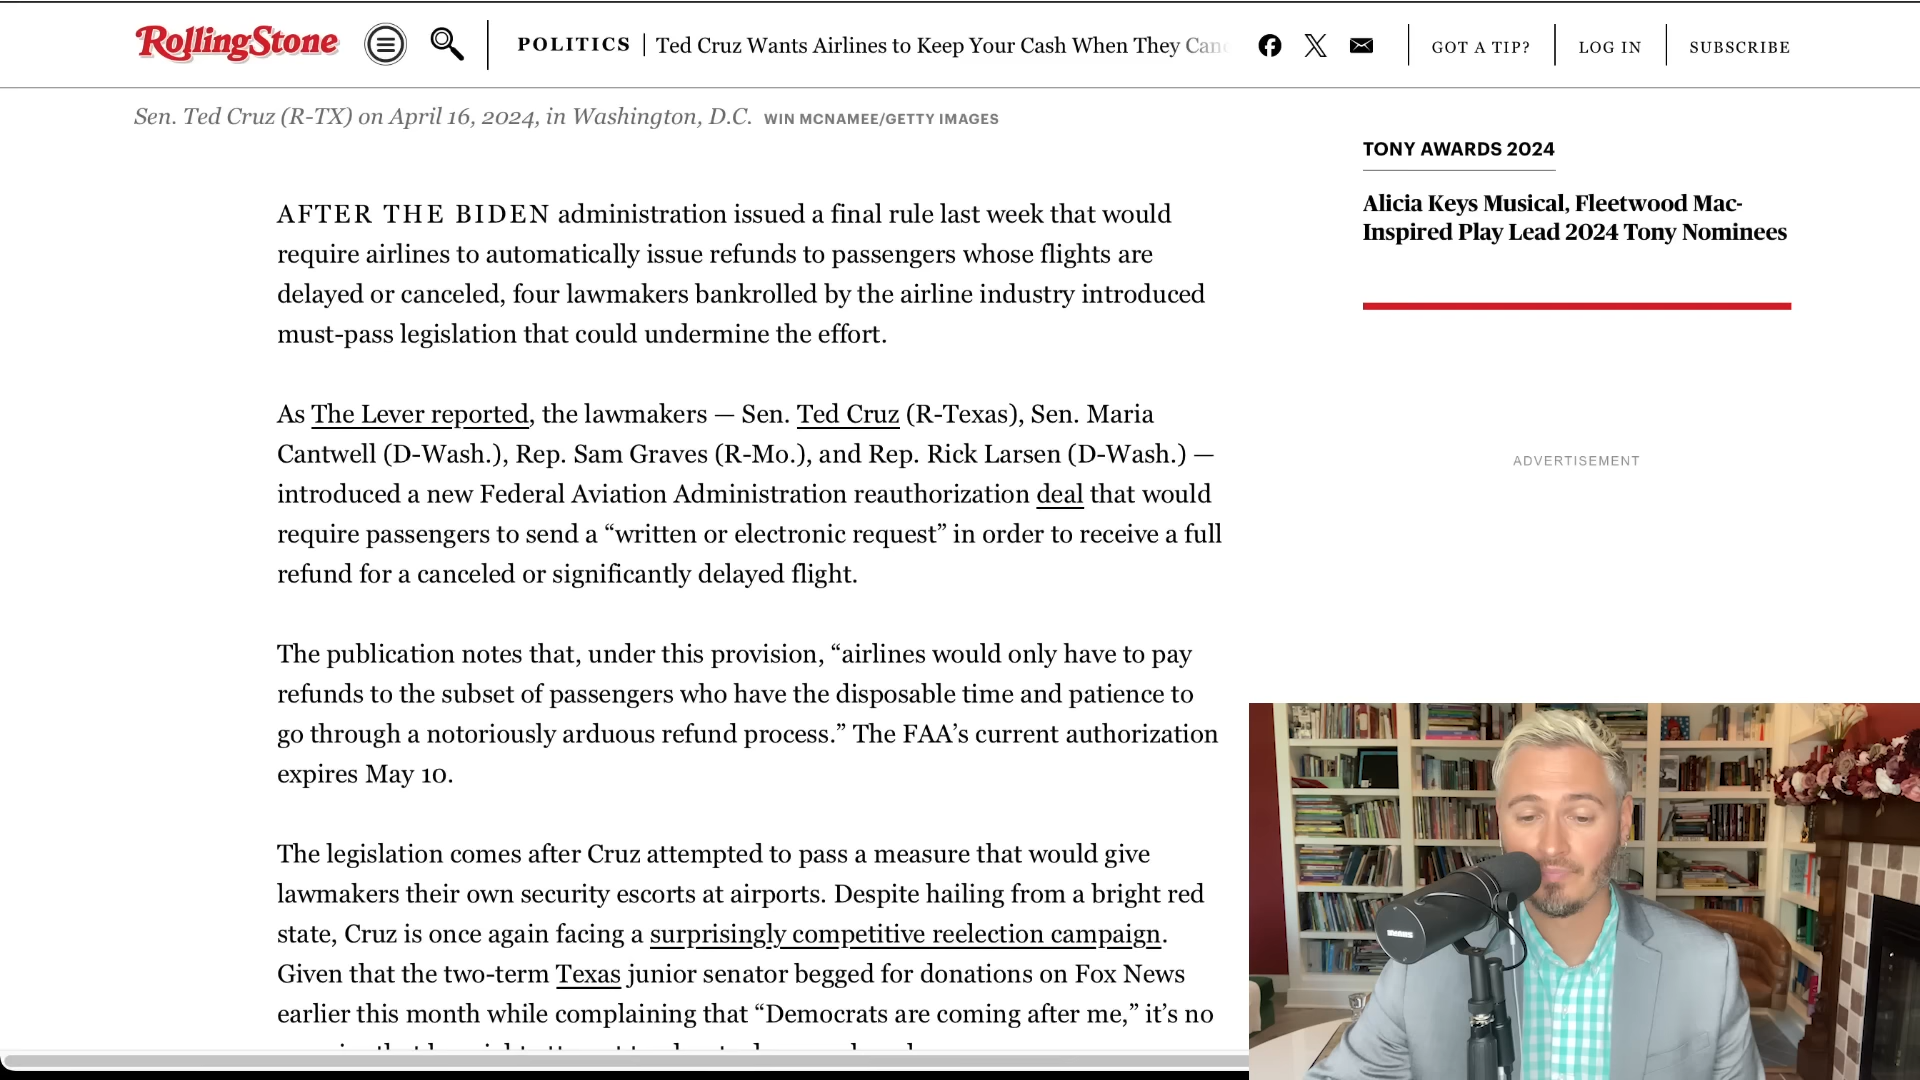 RollingStone
POLITICS
Ted Cruz Wants Airlines to Keep Your Cash When They
GOT A TIP?
LOG IN
SUBSCRIBE
Sen. Ted Cruz (R-TX) on April 16, 2024, in Washington, D.C. WIN MCNAMEE/GETTY IMAGES
AFTER THE BIDEN administration issued a final rule last week that would
require airlines to automatically issue refunds to passengers whose flights are
delayed or canceled, four lawmakers bankrolled by the airline industry introduced
must-pass legislation that could undermine the effort.
As The Lever reported, the lawmakers — Sen. Ted Cruz (R-Texas), Sen. Maria
Cantwell (D-Wash.), Rep. Sam Graves (R-Mo.), and Rep. Rick Larsen (D-Wash.) —
introduced a new Federal Aviation Administration reauthorization deal that would
require passengers to send a “written or electronic request” in order to receive a full
refund for a canceled or significantly delayed flight.
The publication notes that, under this provision, “airlines would only have to pay
refunds to the subset of passengers who have the disposable time and patience to
go through a notoriously arduous refund process.” The FAA’s current authorization
expires May 10.
The legislation comes after Cruz attempted to pass a measure that would give
lawmakers their own security escorts at airports. Despite hailing from a bright red
state, Cruz is once again facing a surprisingly competitive reelection campaign.
Given that the two-term Texas junior senator begged for donations on Fox News
earlier this month while complaining that “Democrats are coming after me,” it’s no
TONY AWARDS 2024
Alicia Keys Musical, Fleetwood Mac-
Inspired Play Lead 2024 Tony Nominees
ADVERTISEMENT